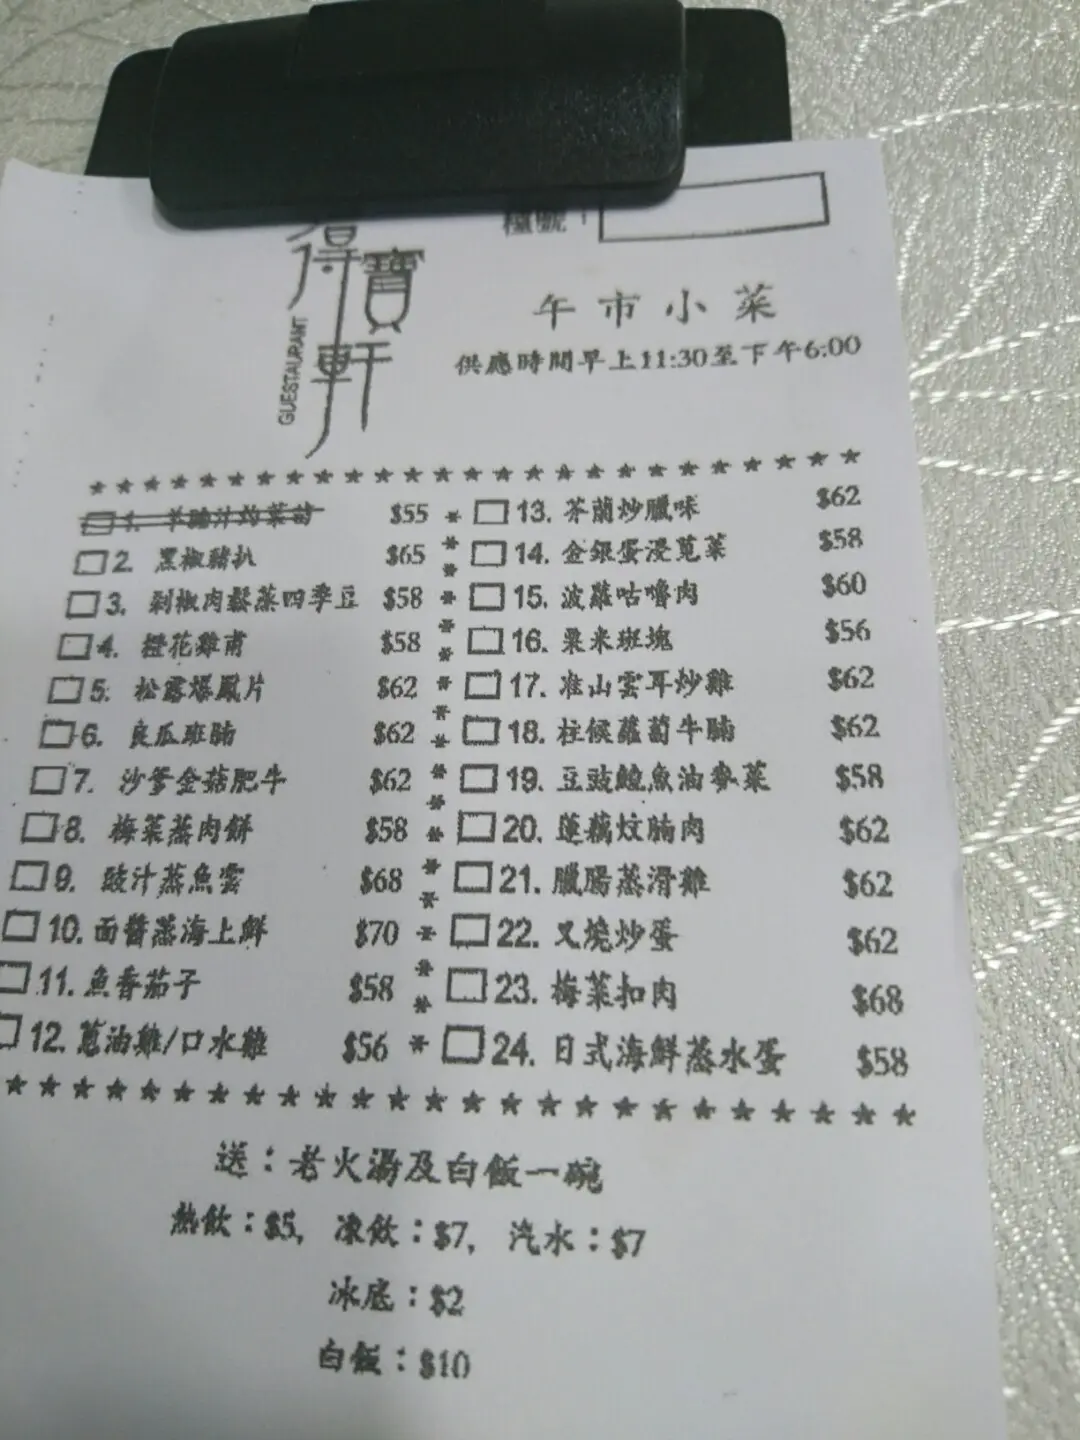 檯號：
得寶軒
GUESTAURANT
午市小菜
供應時間早上11:30至下午6:00
1. $55
2. 黑椒豬扒 $65
3. 剁椒肉鬆蒸四季豆 $58
4. 橙花雞甫 $58
5. 松露爆鳳片 $62
6. 良瓜班腩 $62
7. 沙爹金菇肥牛 $62
8. 梅菜蒸肉餅 $58
9. 豉汁蒸魚雲 $68
10. 面醬蒸海上鮮 $70
11. 魚香茄子 $58
12. 蔥油雞/口水雞 $56
13. 芥蘭炒臘味 $62
14. 金銀蛋浸莧菜 $58
15. 波蘿咕嚕肉 $60
16. 粟米班塊 $56
17. 准山雲耳炒雞 $62
18. 柱候蘿蔔牛腩 $62
19. 豆豉鯪魚油麥菜 $58
20. 蓮藕炆腩肉 $62
21. 臘腸蒸滑雞 $62
22. 叉燒炒蛋 $62
23. 梅菜扣肉 $68
24. 日式海鮮蒸水蛋 $58
送：老火湯及白飯一碗
熱飲：$5, 凍飲：$7, 汽水：$7
冰底：$2
白飯：$10